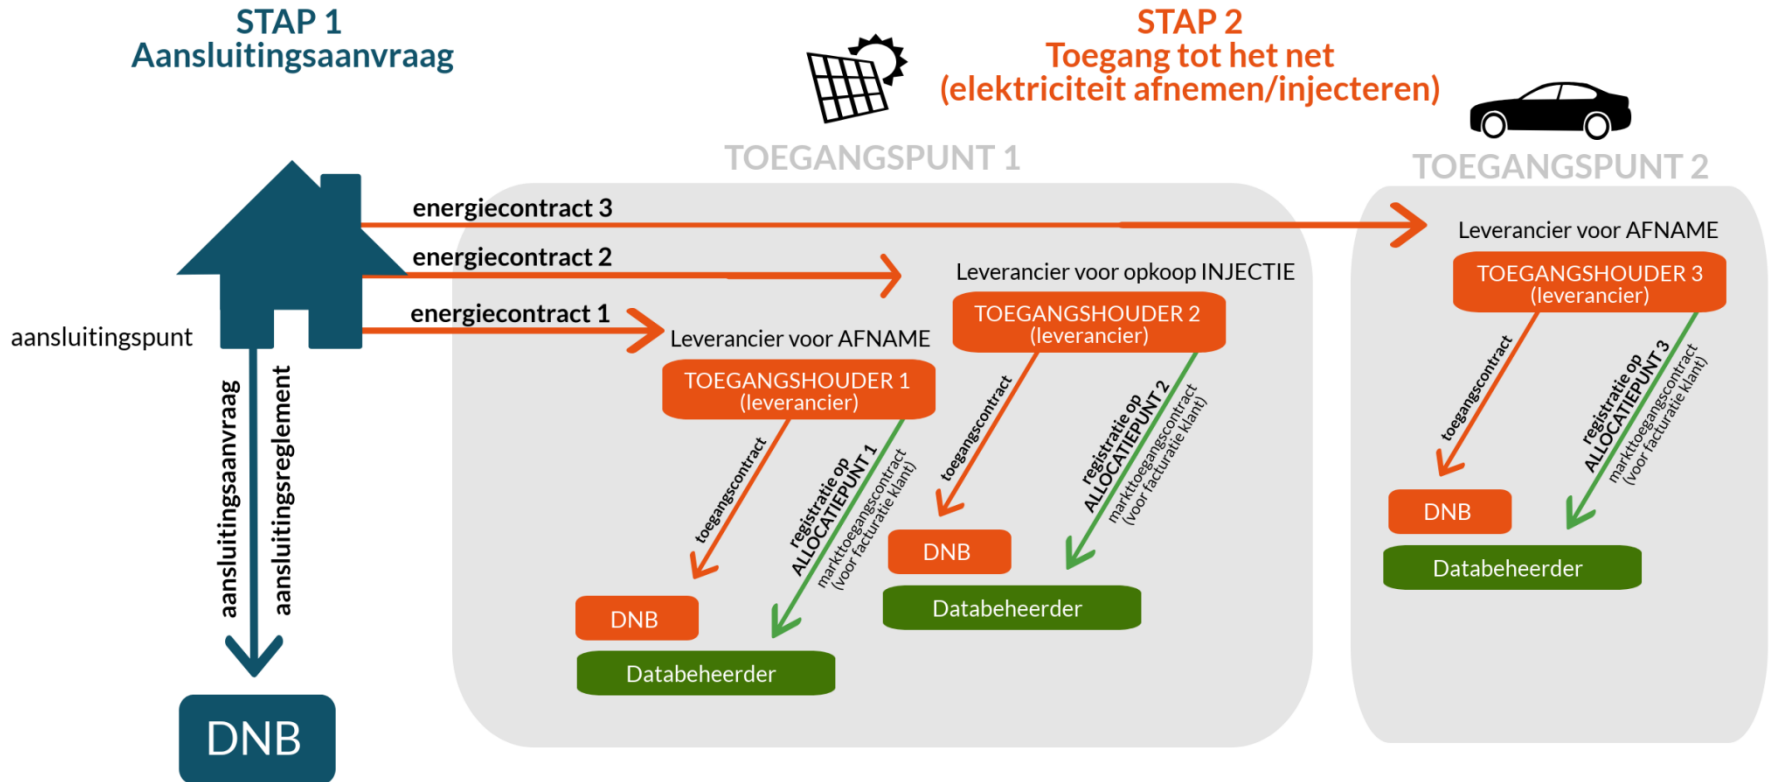 STAP 1
Aansluitingsaanvraag
STAP 2
Toegang tot het net
(elektriciteit afnemen/injecteren)
TOEGANGSPUNT 1
TOEGANGSPUNT 2
energiecontract 3
energiecontract 2
energiecontract 1
aansluitingspunt
aansluitingsaanvraag
aansluitingsreglement
DNB
Leverancier voor AFNAME
TOEGANGSHOUDER 1
(leverancier)
toegangscontract
registratie op
ALLOCATIEPUNT 1
markttoegangscontract
(voor facturatie klant)
DNB
Databeheerder
Leverancier voor opkoop INJECTIE
TOEGANGSHOUDER 2
(leverancier)
toegangscontract
registratie op
ALLOCATIEPUNT 2
markttoegangscontract
(voor facturatie klant)
DNB
Databeheerder
Leverancier voor AFNAME
TOEGANGSHOUDER 3
(leverancier)
toegangscontract
registratie op
ALLOCATIEPUNT 3
markttoegangscontract
(voor facturatie klant)
DNB
Databeheerder